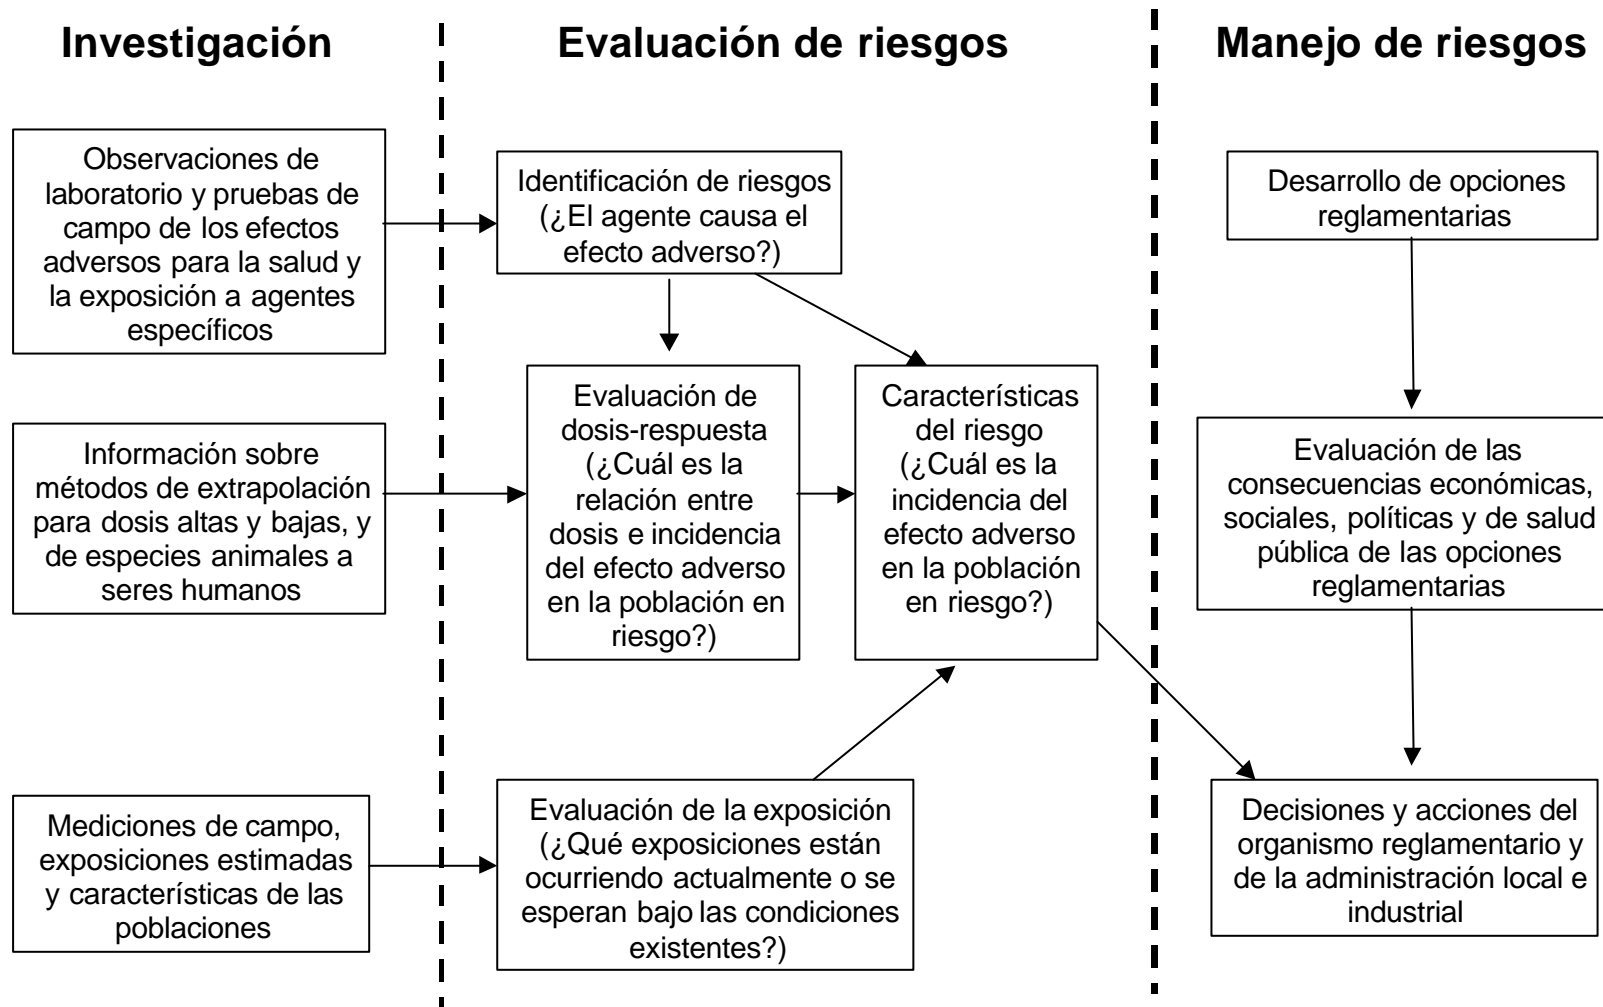 Investigación
Evaluación de riesgos
Manejo de riesgos
Observaciones de
laboratorio y pruebas de
campo de los efectos
adversos para la salud y
la exposición a agentes
específicos
Identificación de riesgos
(¿El agente causa el
efecto adverso?)
Desarrollo de opciones
reglamentarias
Información sobre
métodos de extrapolación
para dosis altas y bajas, y
de especies animales a
seres humanos
Evaluación de
dosis-respuesta
(¿Cuál es la
relación entre
dosis e incidencia
del efecto adverso
en la población en
riesgo?)
Características
del riesgo
(¿Cuál es la
incidencia del
efecto adverso
en la población
en riesgo?)
Evaluación de las
consecuencias económicas,
sociales, políticas y de salud
pública de las opciones
reglamentarias
Mediciones de campo,
exposiciones estimadas
y características de las
poblaciones
Evaluación de la exposición
(¿Qué exposiciones están
ocurriendo actualmente o se
esperan bajo las condiciones
existentes?)
Decisiones y acciones del
organismo reglamentario y
de la administración local e
industrial